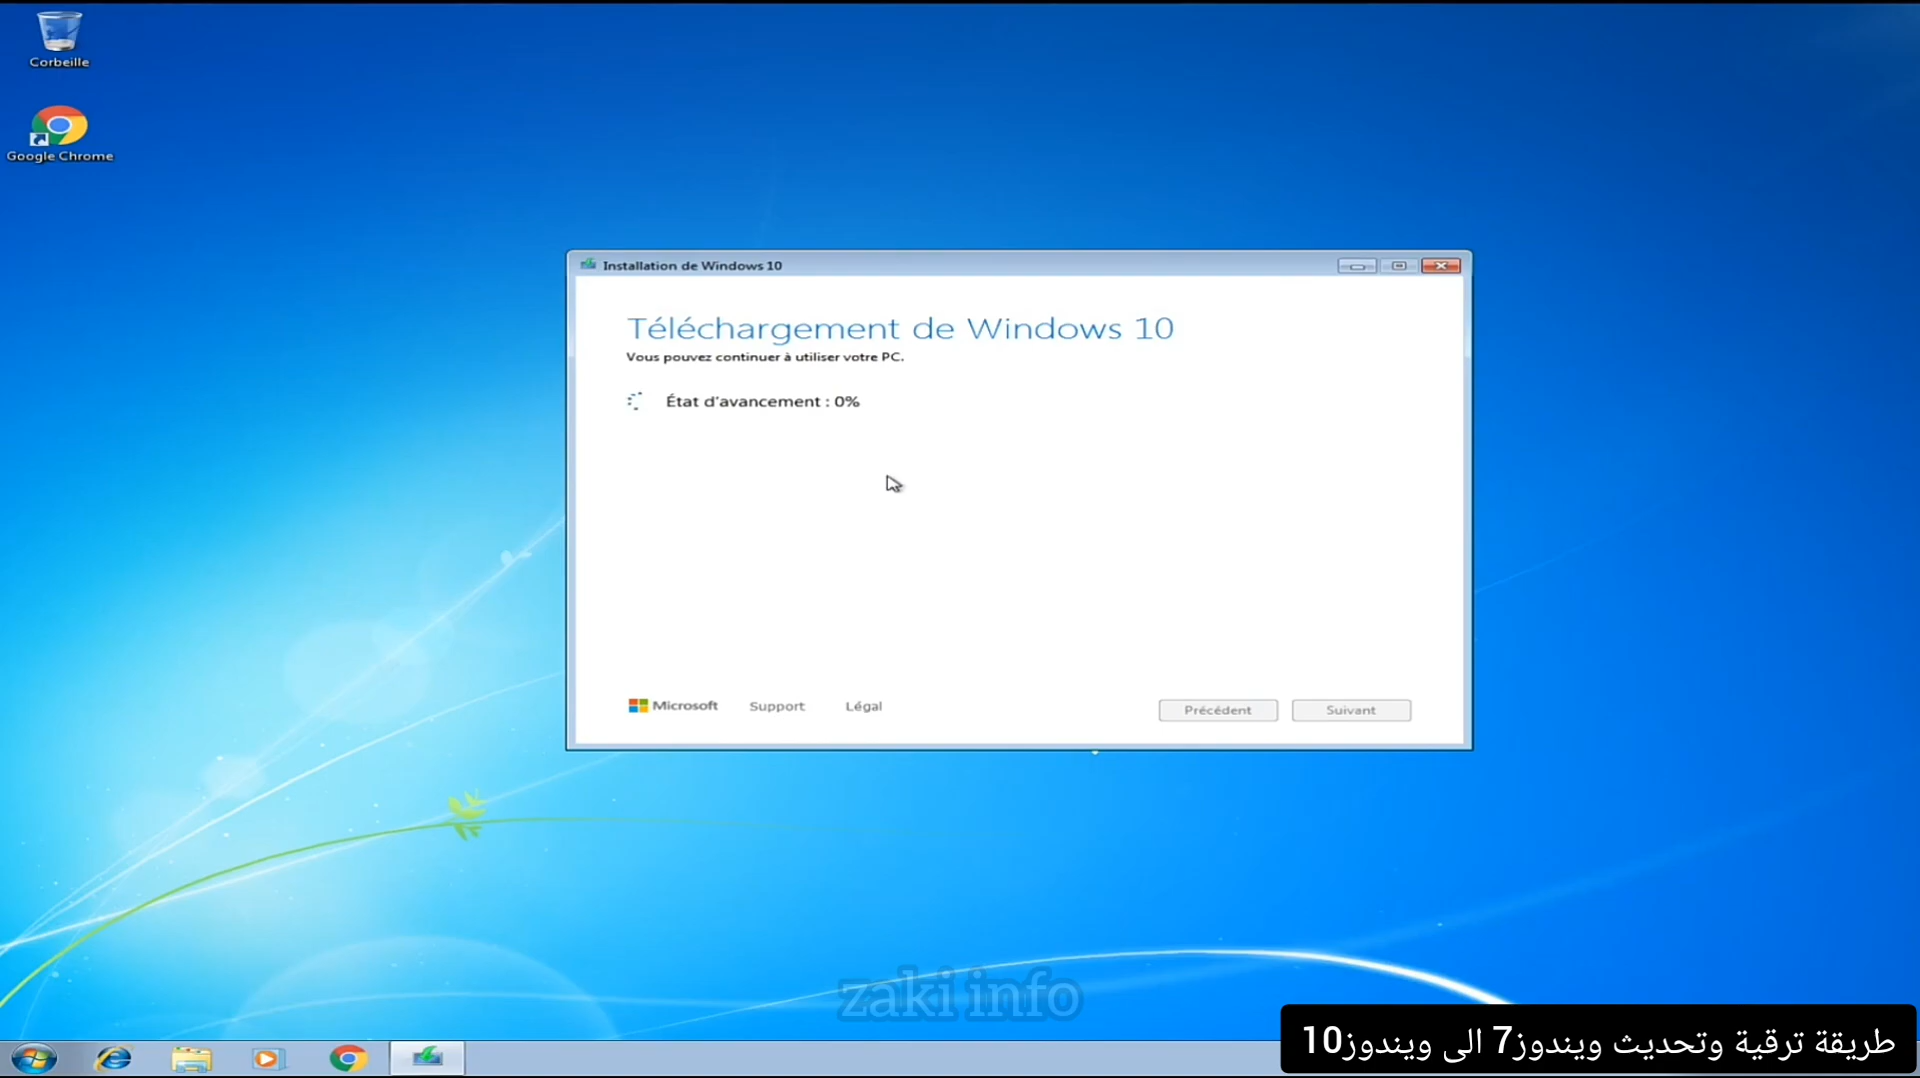 Corbeille
Google Chrome
Installation de Windows 10
Téléchargement de Windows 10
Vous pouvez continuer à utiliser votre PC.
État d'avancement : 0%
Microsoft Support Légal Précédent Suivant
zaki info
طريقة ترقية وتحديث ويندوز7 الى ويندوز10